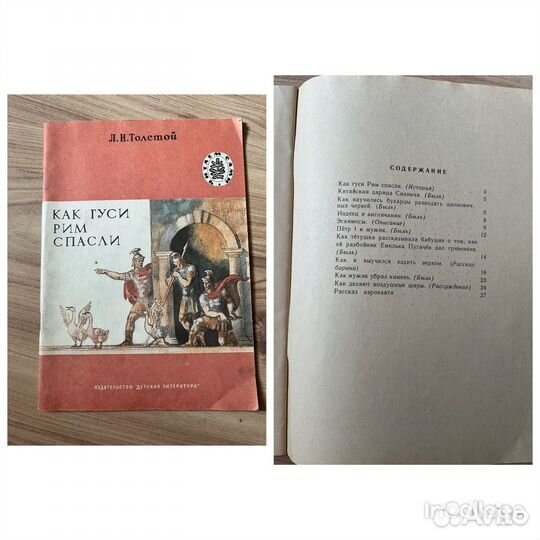 Л.Н.Толстой
ЧИТАЕМ САМИ
КАК ГУСИ
РИМ
СПАСЛИ
ИЗДАТЕЛЬСТВО "ДЕТСКАЯ ЛИТЕРАТУРА"
СОДЕРЖАНИЕ
Как гуси Рим спасли. (История) 3
Китайская царица Силинчи. (Быль) 5
Как научились бухарцы разводить шелкович-
ных червей. (Быль) 6
Индеец и англичанин. (Быль) 8
Эскимосы. (Описание) 9
Пётр I и мужик. (Быль) 12
Как тётушка рассказывала бабушке о том, как
ей разбойник Емелька Пугачёв дал гривенник.
(Быль) 14
Как я выучился ездить верхом. (Рассказ
барина) 18
Как мужик убрал камень. (Быль) 23
Как делают воздушные шары. (Рассуждение) 24
Рассказ аэронавта 27
Avito